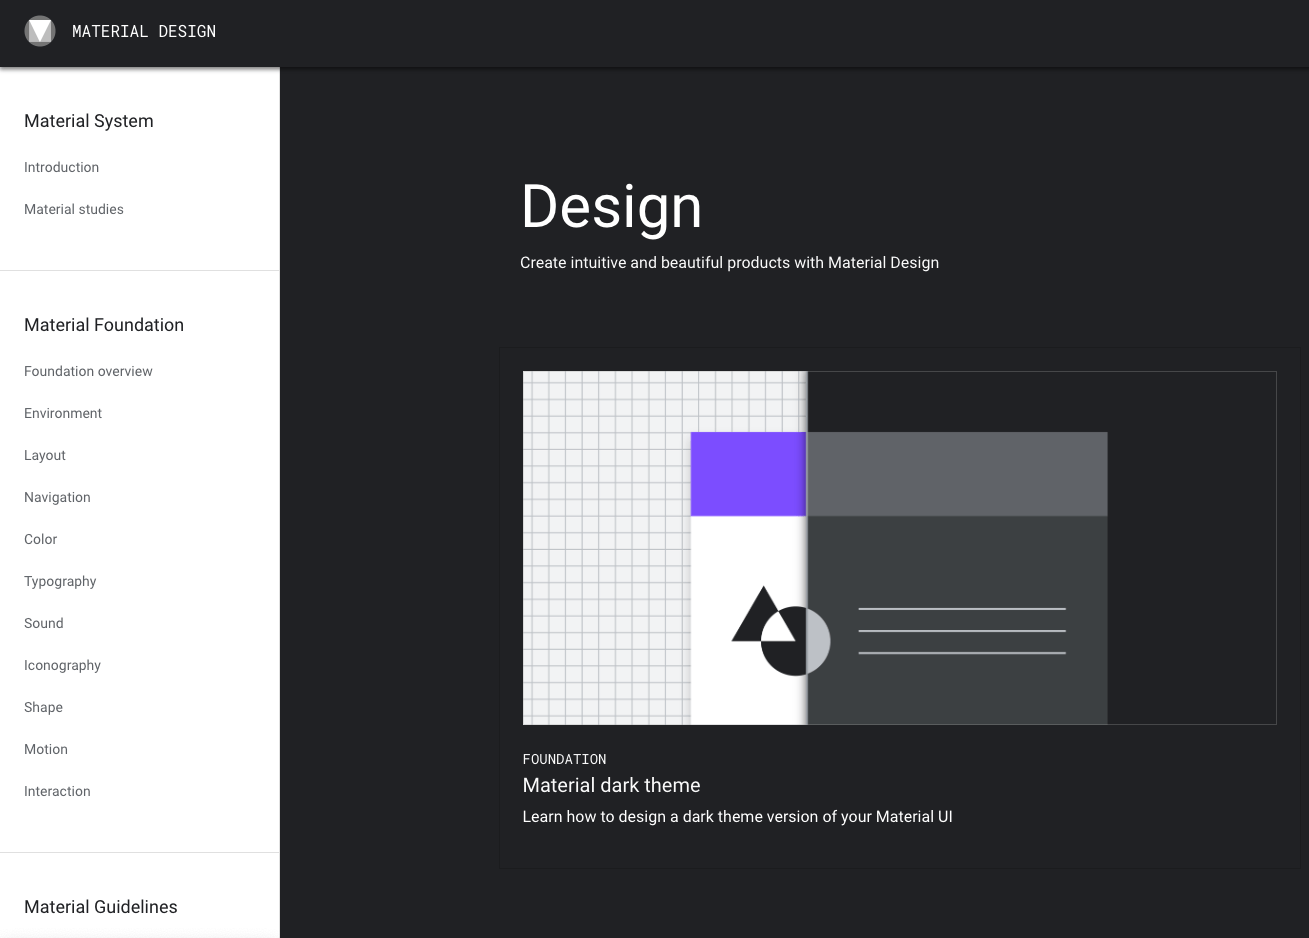 MATERIAL DESIGN
Material System
Introduction
Material studies
Material Foundation
Foundation overview
Environment
Layout
Navigation
Color
Typography
Sound
Iconography
Shape
Motion
Interaction
Material Guidelines
Design
Create intuitive and beautiful products with Material Design
FOUNDATION
Material dark theme
Learn how to design a dark theme version of your Material UI